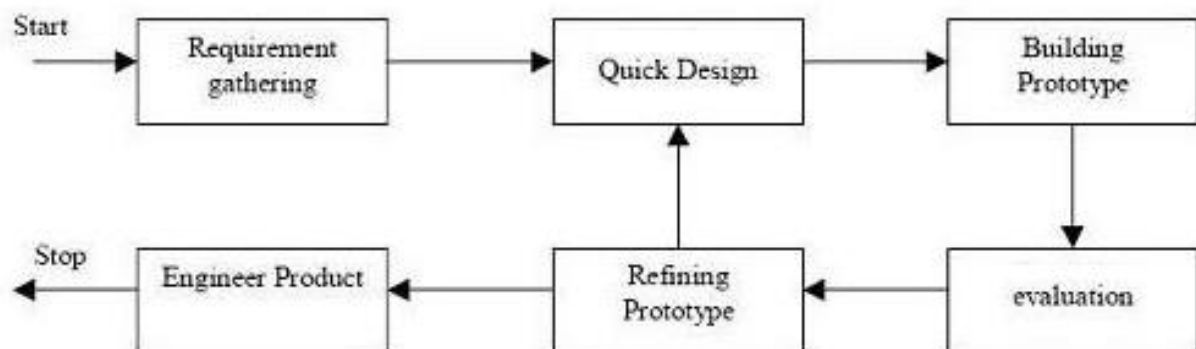 Start
Requirement
gathering
Quick Design
Building
Prototype
Stop
Engineer Product
Refining
Prototype
evaluation